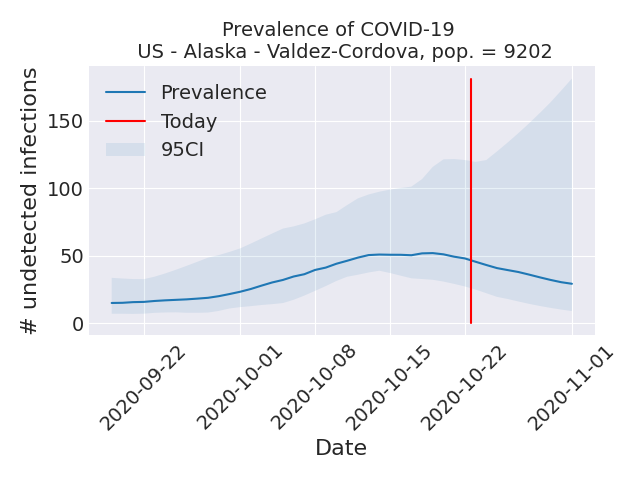 Prevalence of COVID-19
US - Alaska - Valdez-Cordova, pop. = 9202
# undetected infections
150
100
50
0
Prevalence
Today
95CI
2020-09-22
2020-10-01
2020-10-08
2020-10-15
2020-10-22
2020-11-01
Date